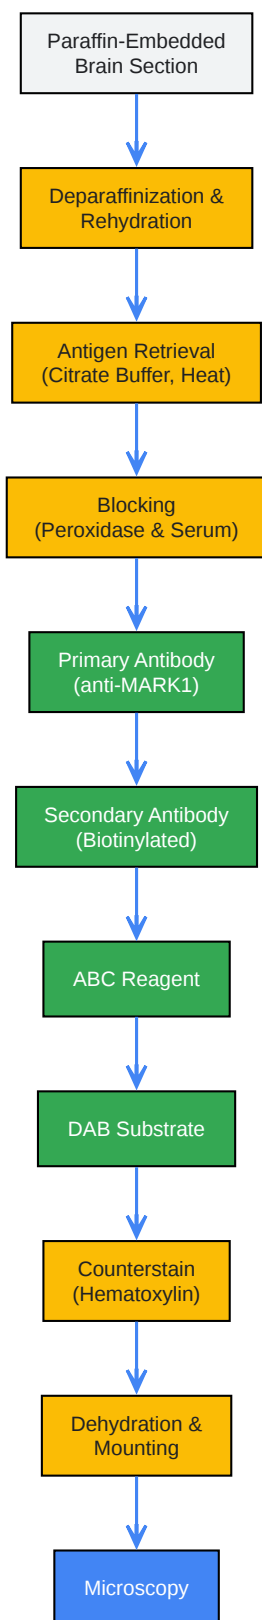 Paraffin-Embedded
Brain Section
Deparaffinization &
Rehydration
Antigen Retrieval
(Citrate Buffer, Heat)
Blocking
(Peroxidase & Serum)
Primary Antibody
(anti-MARK1)
Secondary Antibody
(Biotinylated)
ABC Reagent
DAB Substrate
Counterstain
(Hematoxylin)
Dehydration &
Mounting
Microscopy